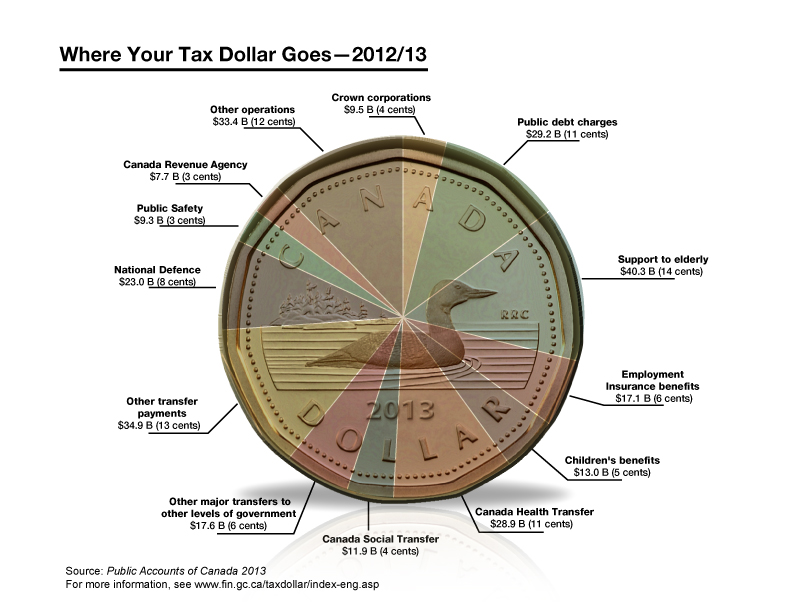 Where Your Tax Dollar Goes—2012/13
Crown corporations
$9.5 B (4 cents)
Other operations
$33.4 B (12 cents)
Public debt charges
$29.2 B (11 cents)
Canada Revenue Agency
$7.7 B (3 cents)
Public Safety
$9.3 B (3 cents)
Support to elderly
$40.3 B (14 cents)
National Defence
$23.0 B (8 cents)
Employment
Insurance benefits
$17.1 B (6 cents)
Other transfer
payments
$34.9 B (13 cents)
Children's benefits
$13.0 B (5 cents)
Other major transfers to
other levels of government
$17.6 B (6 cents)
Canada Health Transfer
$28.9 B (11 cents)
Canada Social Transfer
$11.9 B (4 cents)
CANADA
RRC
2013
DOLLAR
Source: Public Accounts of Canada 2013
For more information, see www.fin.gc.ca/taxdollar/index-eng.asp